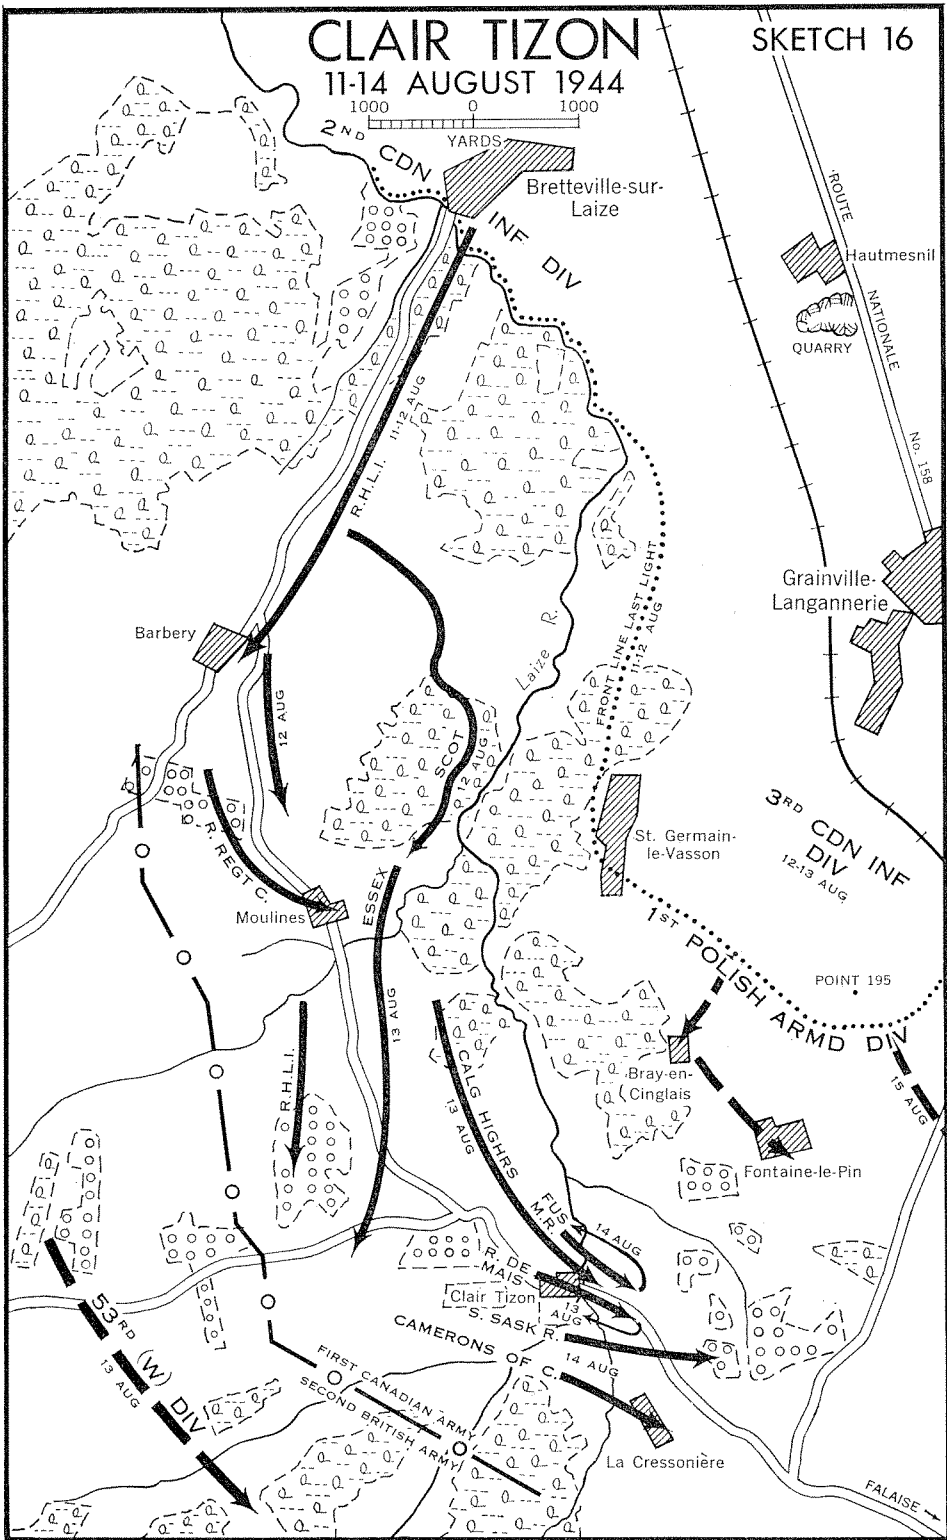 CLAIR TIZON
11-14 AUGUST 1944
SKETCH 16
1000 0 1000
YARDS
2ND CDN INF DIV
Bretteville-sur-
Laize
ROUTE NATIONALE No. 158
Hautmesnil
QUARRY
R.H.L.I. 11-12 AUG
Grainville-
Langannerie
FRONT LINE LAST LIGHT
11-12 AUG
Laize R.
Barbery
12 AUG
SCOT
12 AUG
ESSEX
13 AUG
R. REGT C.
Moulines
St. Germain-
le-Vasson
3RD CDN INF
DIV
12-13 AUG
1ST POLISH ARMD DIV
POINT 195
15 AUG
Bray-en-
Cinglais
Fontaine-le-Pin
R.H.L.I.
CALG HIGHRS
13 AUG
FUS
M.R.
14 AUG
R. DE
MAIS
Clair Tizon
13
AUG
S. SASK R.
14 AUG
CAMERONS OF C.
La Cressonière
53RD (W) DIV
13 AUG
FIRST CANADIAN ARMY
SECOND BRITISH ARMY
FALAISE